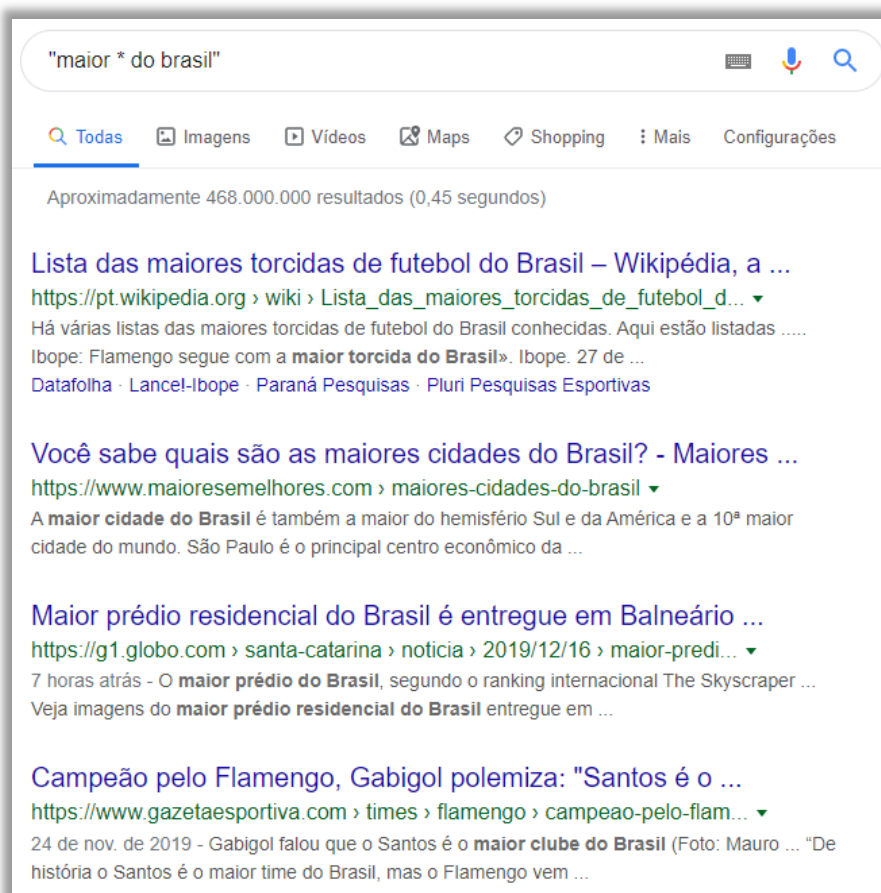 "maior * do brasil"
Todas Imagens Vídeos Maps Shopping Mais Configurações
Aproximadamente 468.000.000 resultados (0,45 segundos)
Lista das maiores torcidas de futebol do Brasil – Wikipédia, a ...
https://pt.wikipedia.org › wiki › Lista_das_maiores_torcidas_de_futebol_d...
Há várias listas das maiores torcidas de futebol do Brasil conhecidas. Aqui estão listadas .....
Ibope: Flamengo segue com a maior torcida do Brasil». Ibope. 27 de ...
Datafolha · Lance!-Ibope · Paraná Pesquisas · Pluri Pesquisas Esportivas
Você sabe quais são as maiores cidades do Brasil? - Maiores ...
https://www.maioresemelhores.com › maiores-cidades-do-brasil
A maior cidade do Brasil é também a maior do hemisfério Sul e da América e a 10ª maior
cidade do mundo. São Paulo é o principal centro econômico da ...
Maior prédio residencial do Brasil é entregue em Balneário ...
https://g1.globo.com › santa-catarina › noticia › 2019/12/16 › maior-predi...
7 horas atrás - O maior prédio do Brasil, segundo o ranking internacional The Skyscraper ...
Veja imagens do maior prédio residencial do Brasil entregue em ...
Campeão pelo Flamengo, Gabigol polemiza: "Santos é o ...
https://www.gazetaesportiva.com › times › flamengo › campeao-pelo-flam...
24 de nov. de 2019 - Gabigol falou que o Santos é o maior clube do Brasil (Foto: Mauro ... “De
história o Santos é o maior time do Brasil, mas o Flamengo vem ...